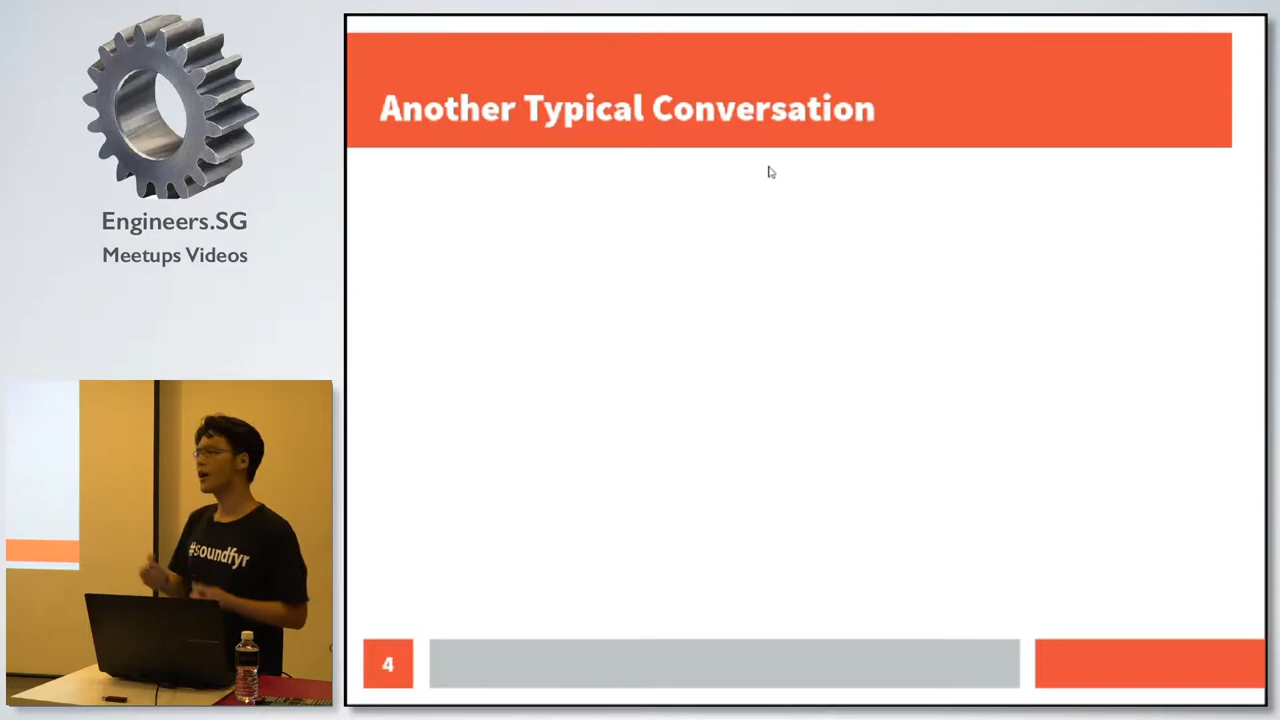 Engineers.SG
Meetups Videos
Another Typical Conversation
#soundfyr
4